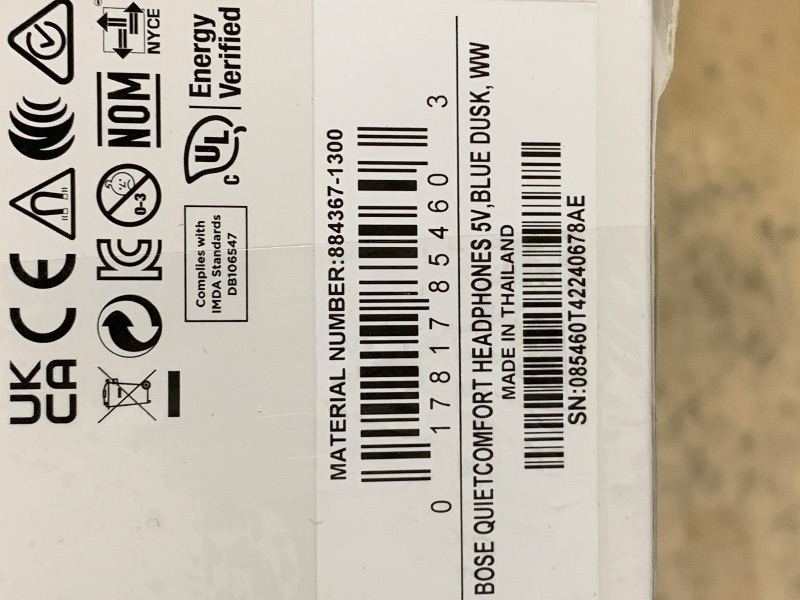 UK
CA
CE
NOM
NYCE
0-3
Complies with
IMDA Standards
DB106547
C UL
Energy
Verified
MATERIAL NUMBER:884367-1300
0 17817 85460 3
BOSE QUIETCOMFORT HEADPHONES 5V,BLUE DUSK, WW
MADE IN THAILAND
SN:085460T42240678AE